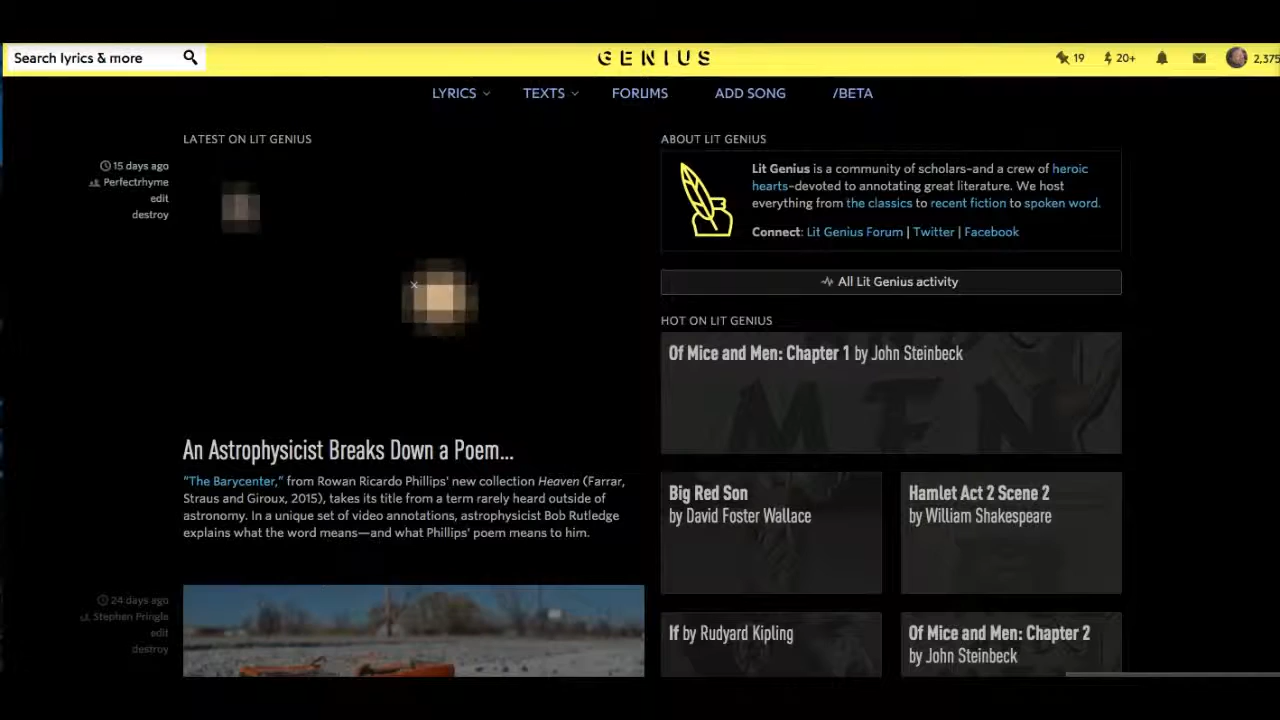 Search lyrics & more
GENIUS
19
20+
2,375
LYRICS
TEXTS
FORUMS
ADD SONG
/BETA
LATEST ON LIT GENIUS
15 days ago
Perfectrhyme
edit
destroy
An Astrophysicist Breaks Down a Poem...
"The Barycenter," from Rowan Ricardo Phillips' new collection Heaven (Farrar,
Straus and Giroux, 2015), takes its title from a term rarely heard outside of
astronomy. In a unique set of video annotations, astrophysicist Bob Rutledge
explains what the word means—and what Phillips' poem means to him.
24 days ago
Stephen Pringle
edit
destroy
ABOUT LIT GENIUS
Lit Genius is a community of scholars–and a crew of heroic
hearts–devoted to annotating great literature. We host
everything from the classics to recent fiction to spoken word.
Connect: Lit Genius Forum | Twitter | Facebook
All Lit Genius activity
HOT ON LIT GENIUS
Of Mice and Men: Chapter 1 by John Steinbeck
MEN
Big Red Son
by David Foster Wallace
Hamlet Act 2 Scene 2
by William Shakespeare
If by Rudyard Kipling
Of Mice and Men: Chapter 2
by John Steinbeck